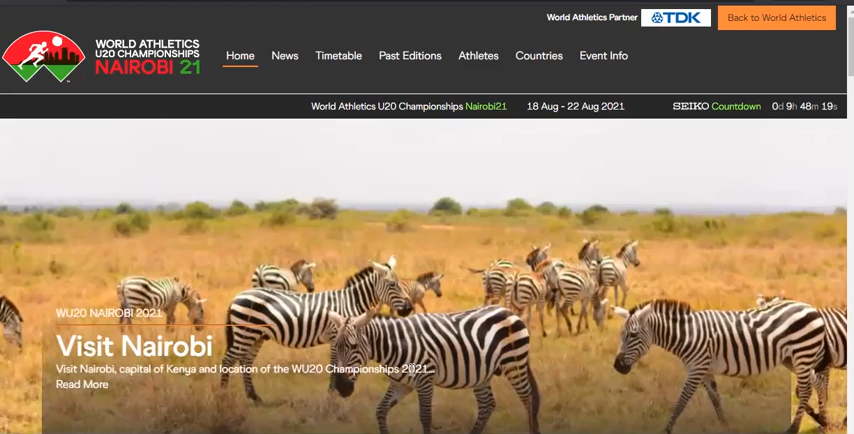 World Athletics Partner TDK Back to World Athletics
WORLD ATHLETICS
U20 CHAMPIONSHIPS
NAIROBI 21
Home News Timetable Past Editions Athletes Countries Event Info
World Athletics U20 Championships Nairobi21 18 Aug - 22 Aug 2021 SEIKO Countdown 0d 9h 48m 19s
WU20 NAIROBI 2021
Visit Nairobi
Visit Nairobi, capital of Kenya and location of the WU20 Championships 2021...
Read More